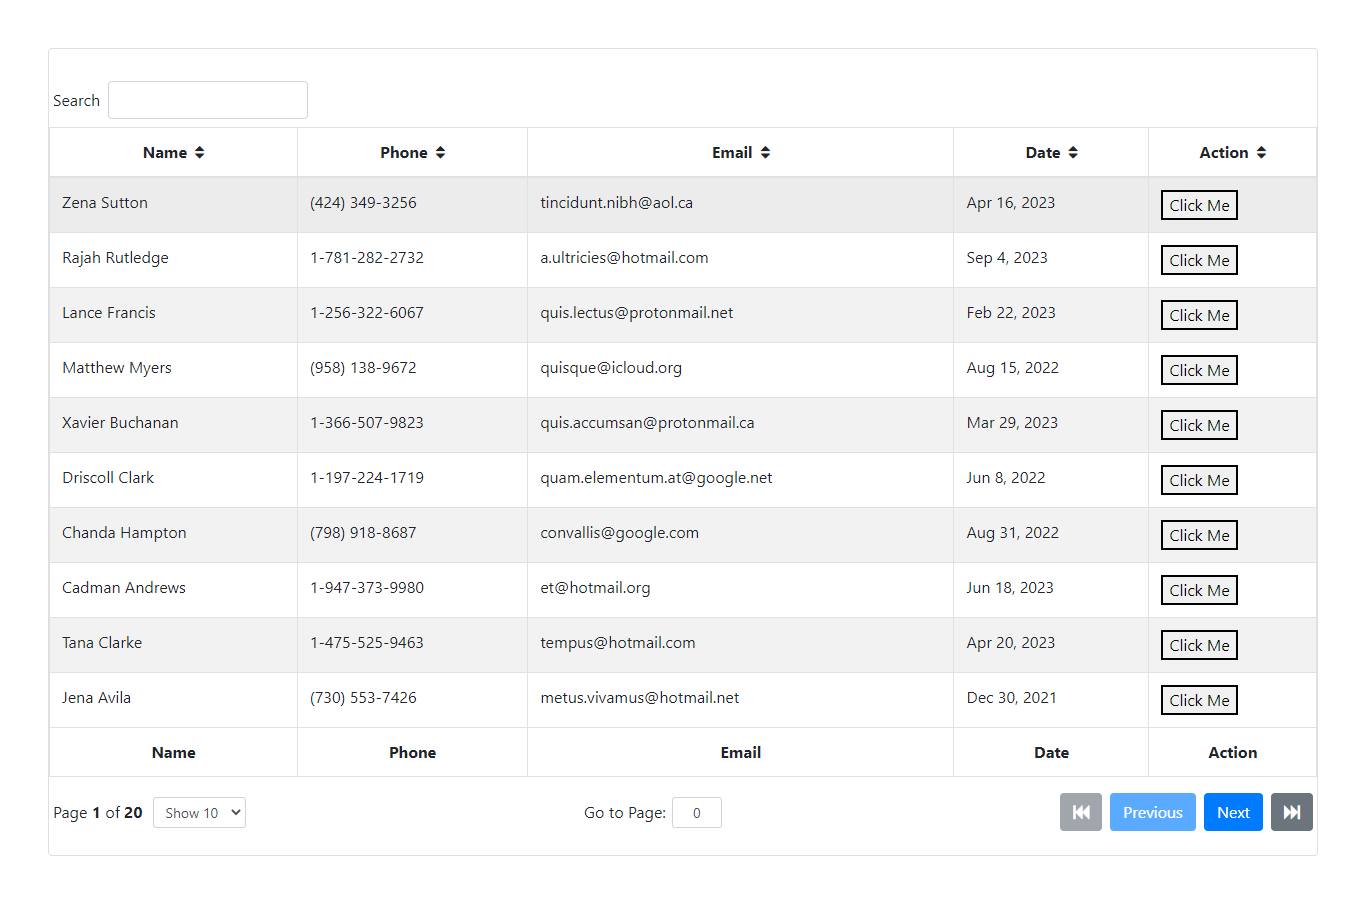 Search
Name Phone Email Date Action
Zena Sutton (424) 349-3256 tincidunt.nibh@aol.ca Apr 16, 2023 Click Me
Rajah Rutledge 1-781-282-2732 a.ultricies@hotmail.com Sep 4, 2023 Click Me
Lance Francis 1-256-322-6067 quis.lectus@protonmail.net Feb 22, 2023 Click Me
Matthew Myers (958) 138-9672 quisque@icloud.org Aug 15, 2022 Click Me
Xavier Buchanan 1-366-507-9823 quis.accumsan@protonmail.ca Mar 29, 2023 Click Me
Driscoll Clark 1-197-224-1719 quam.elementum.at@google.net Jun 8, 2022 Click Me
Chanda Hampton (798) 918-8687 convallis@google.com Aug 31, 2022 Click Me
Cadman Andrews 1-947-373-9980 et@hotmail.org Jun 18, 2023 Click Me
Tana Clarke 1-475-525-9463 tempus@hotmail.com Apr 20, 2023 Click Me
Jena Avila (730) 553-7426 metus.vivamus@hotmail.net Dec 30, 2021 Click Me
Name Phone Email Date Action
Page 1 of 20 Show 10 Go to Page: 0 Previous Next